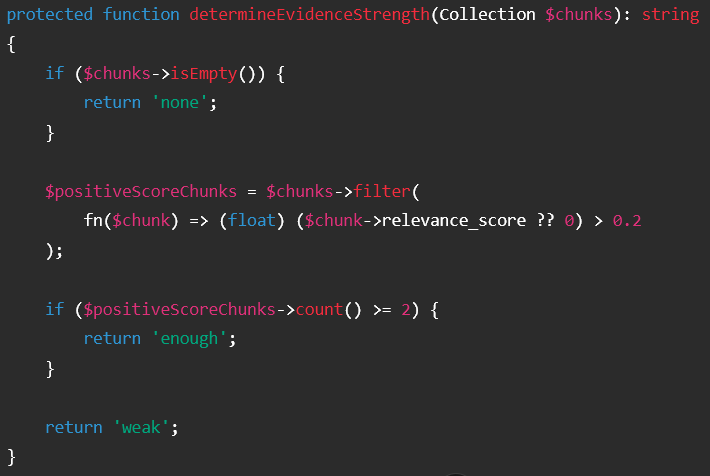 protected function determineEvidenceStrength(Collection $chunks): string
{
    if ($chunks->isEmpty()) {
        return 'none';
    }

    $positiveScoreChunks = $chunks->filter(
        fn($chunk) => (float) ($chunk->relevance_score ?? 0) > 0.2
    );

    if ($positiveScoreChunks->count() >= 2) {
        return 'enough';
    }

    return 'weak';
}